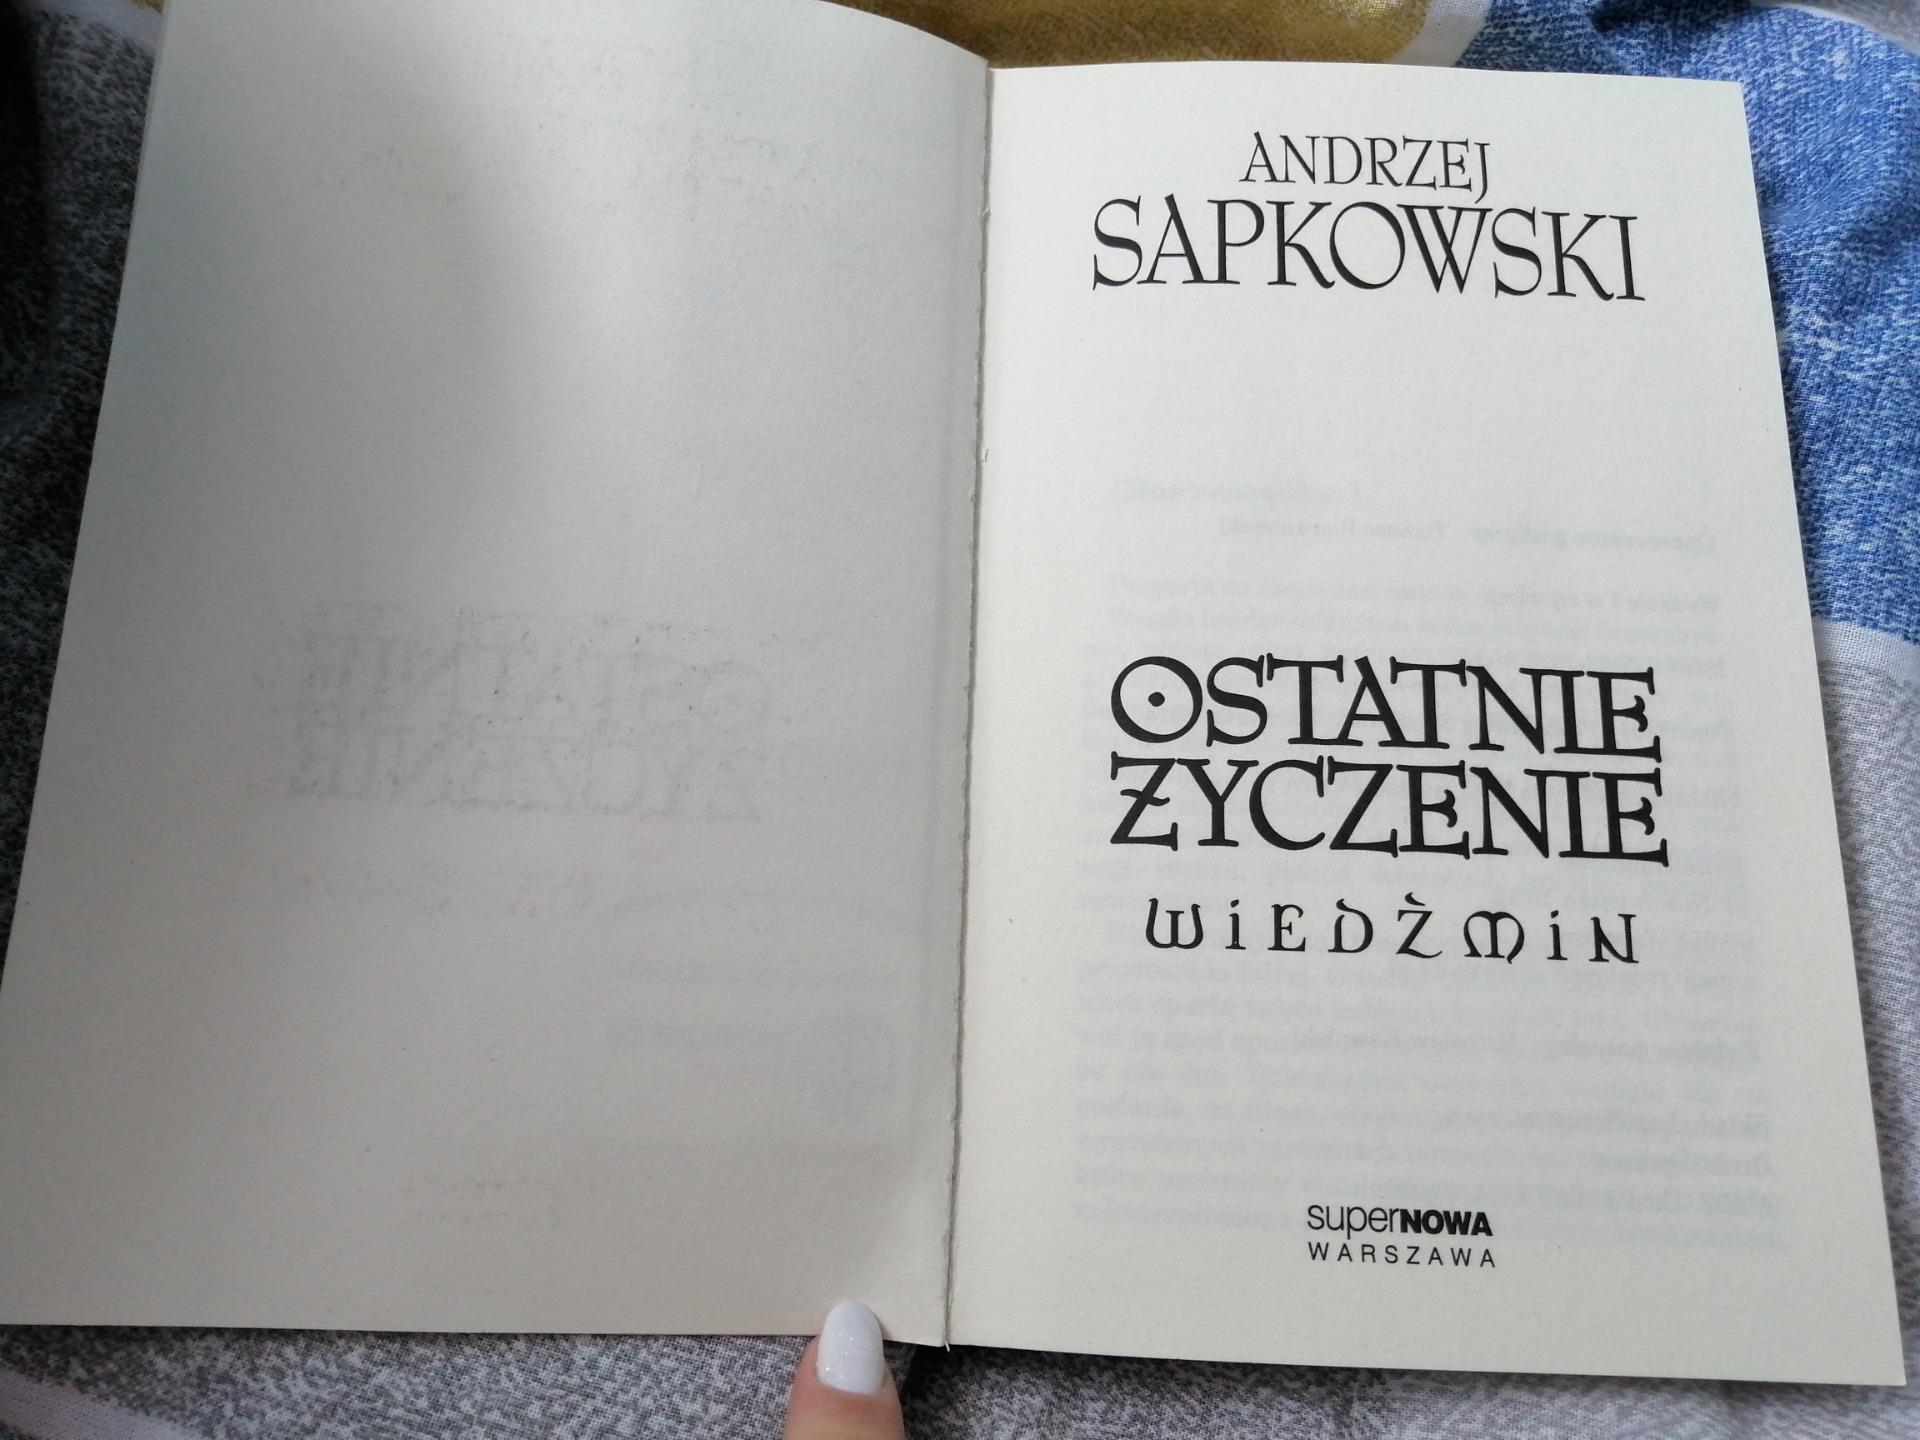 ANDRZEJ
SAPKOWSKI
OSTATNIE
ŻYCZENIE
WIEDŹMIN
superNOWA
WARSZAWA